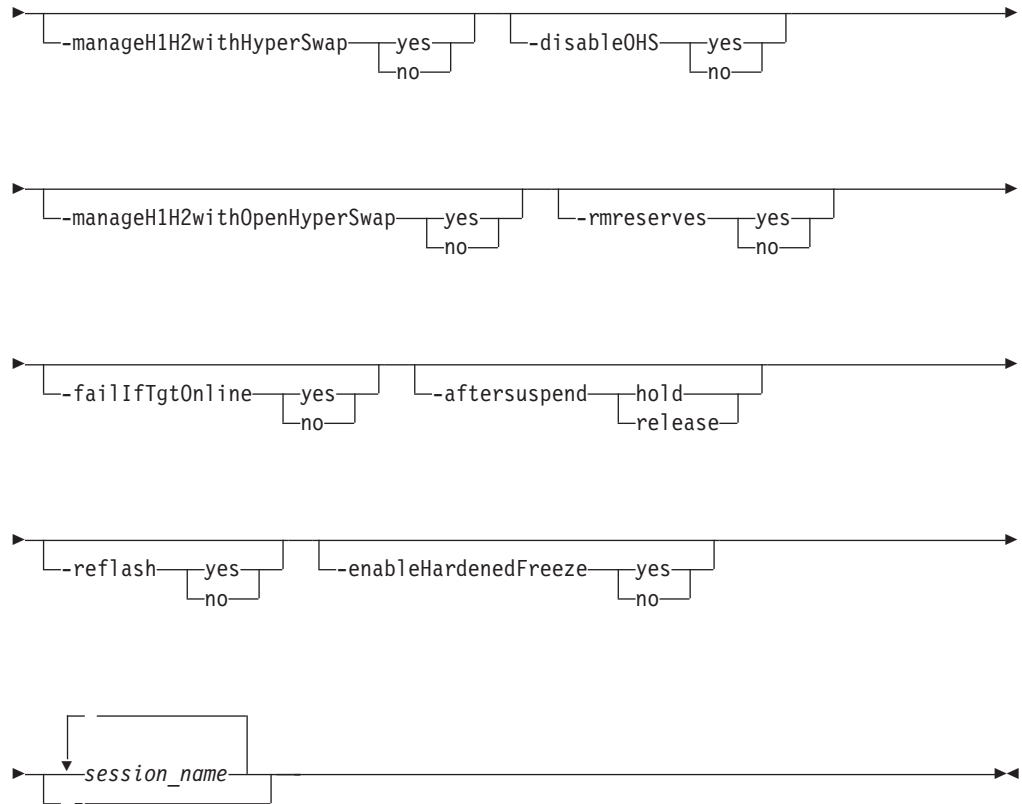 -manageH1H2withHyperSwap yes -disableOHS yes
no no
-manageH1H2withOpenHyperSwap yes -rmreserves yes
no no
-failIfTgtOnline yes -aftersuspend hold
no release
-reflash yes -enableHardenedFreeze yes
no no
session_name
-